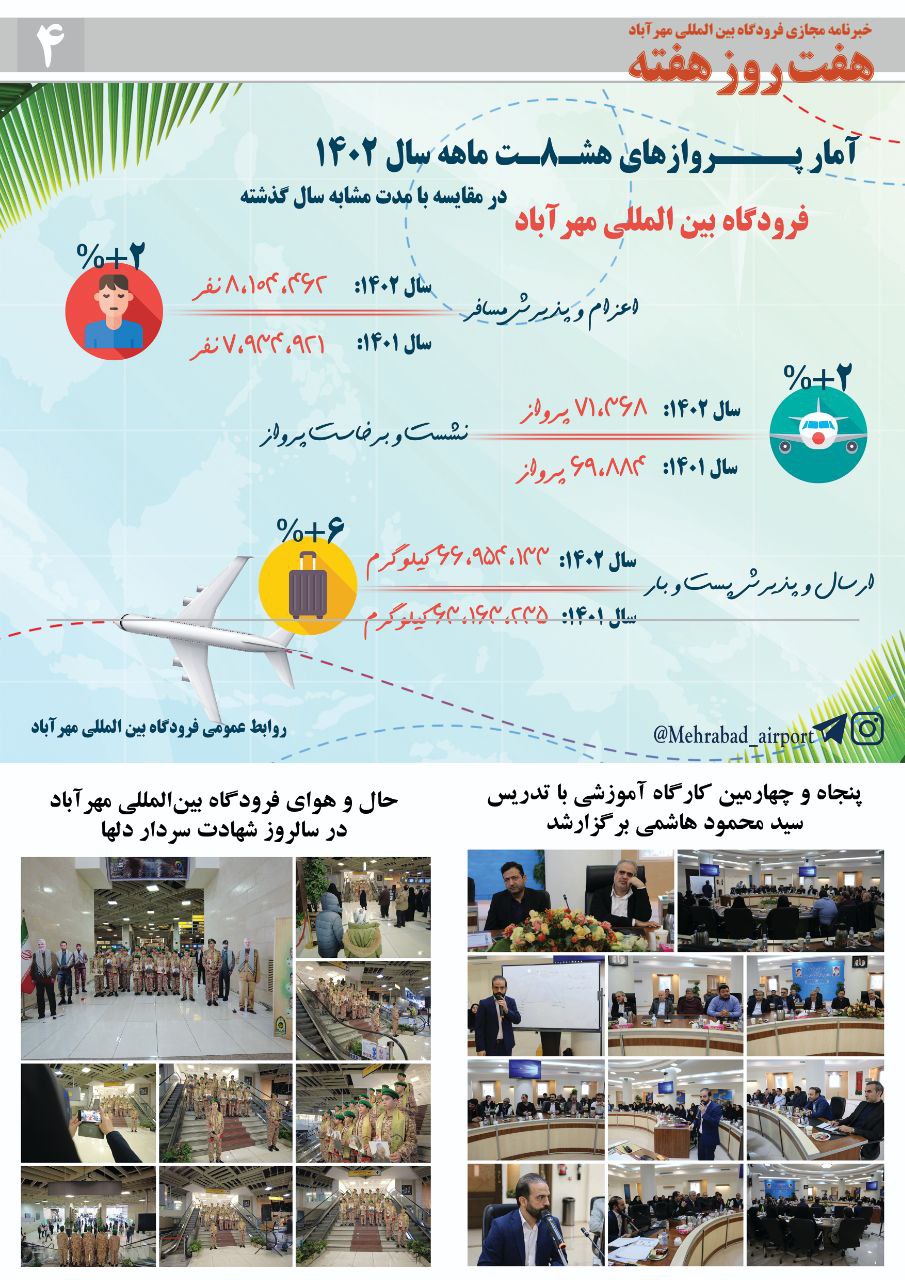 خبرنامه مجازی فرودگاه بین المللی مهرآباد
هفت روز هفته
۴
آمار پــــروازهای هشـ۸ـت ماهه سال ۱۴۰۲
در مقایسه با مدت مشابه سال گذشته
فرودگاه بین المللی مهرآباد
%+۲
اعزام و پذیرش مسافر
سال ۱۴۰۲: ۸،۱۰۴،۴۶۲ نفر
سال ۱۴۰۱: ۷،۹۳۴،۹۲۱ نفر
%+۲
سال ۱۴۰۲: ۷۱،۳۶۸ پرواز
نشست و برخاست پرواز
سال ۱۴۰۱: ۶۹،۸۸۴ پرواز
%+۶
ارسال و پذیرش پست و بار
سال ۱۴۰۲: ۶۶،۹۵۴،۱۳۳ کیلوگرم
سال ۱۴۰۱: ۶۳،۱۶۳،۲۳۵ کیلوگرم
@Mehrabad_airport
روابط عمومی فرودگاه بین المللی مهرآباد
پنجاه و چهارمین کارگاه آموزشی با تدریس
سید محمود هاشمی برگزارشد
حال و هوای فرودگاه بین‌المللی مهرآباد
در سالروز شهادت سردار دلها